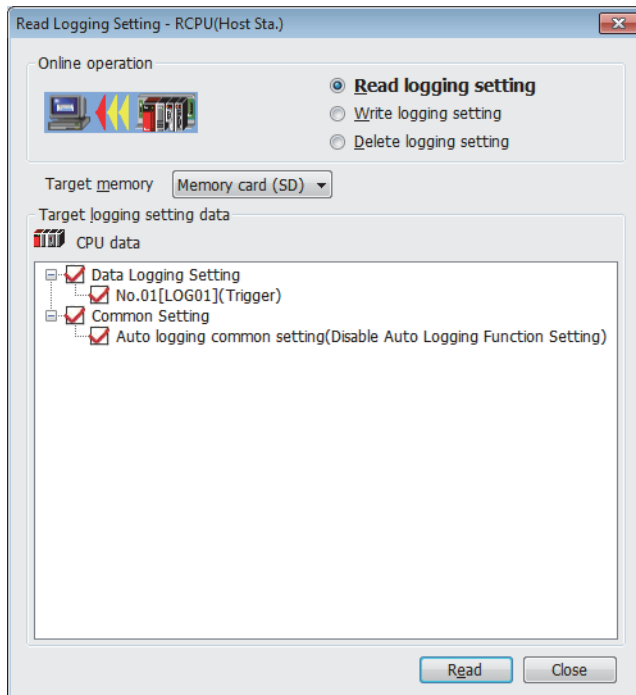 Read Logging Setting - RCPU(Host Sta.)
Online operation
Read logging setting
Write logging setting
Delete logging setting
Target memory Memory card (SD)
Target logging setting data
CPU data
Data Logging Setting
No.01[LOG01](Trigger)
Common Setting
Auto logging common setting(Disable Auto Logging Function Setting)
Read Close